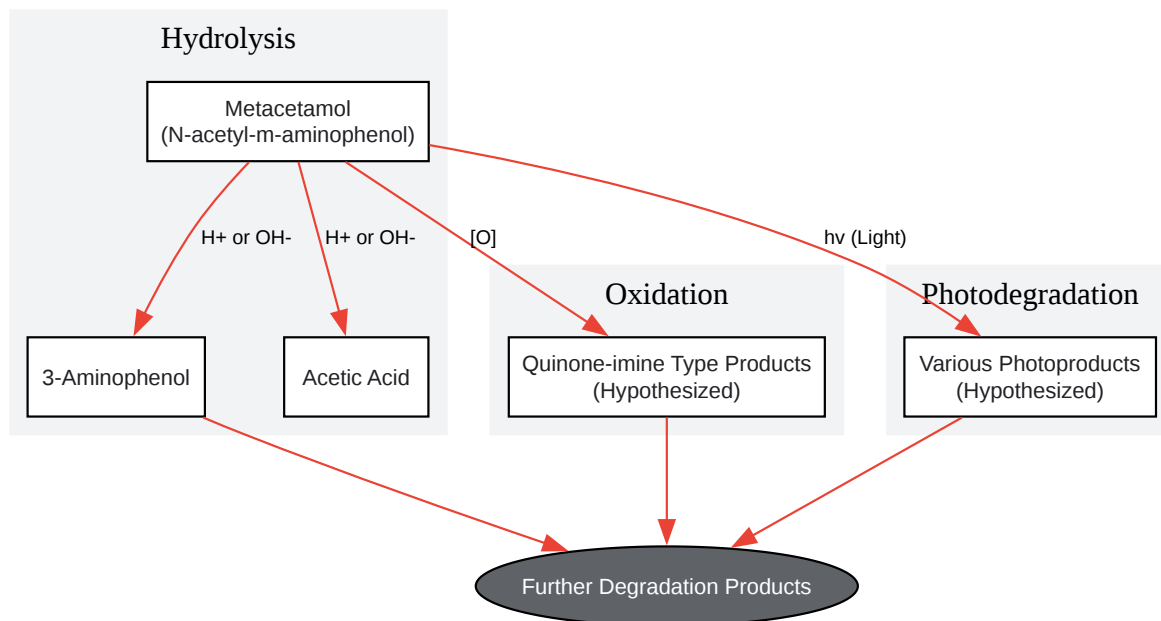 Hydrolysis
Metacetamol
(N-acetyl-m-aminophenol)
H+ or OH-
H+ or OH-
[O]
hv (Light)
Oxidation
Photodegradation
3-Aminophenol
Acetic Acid
Quinone-imine Type Products
(Hypothesized)
Various Photoproducts
(Hypothesized)
Further Degradation Products